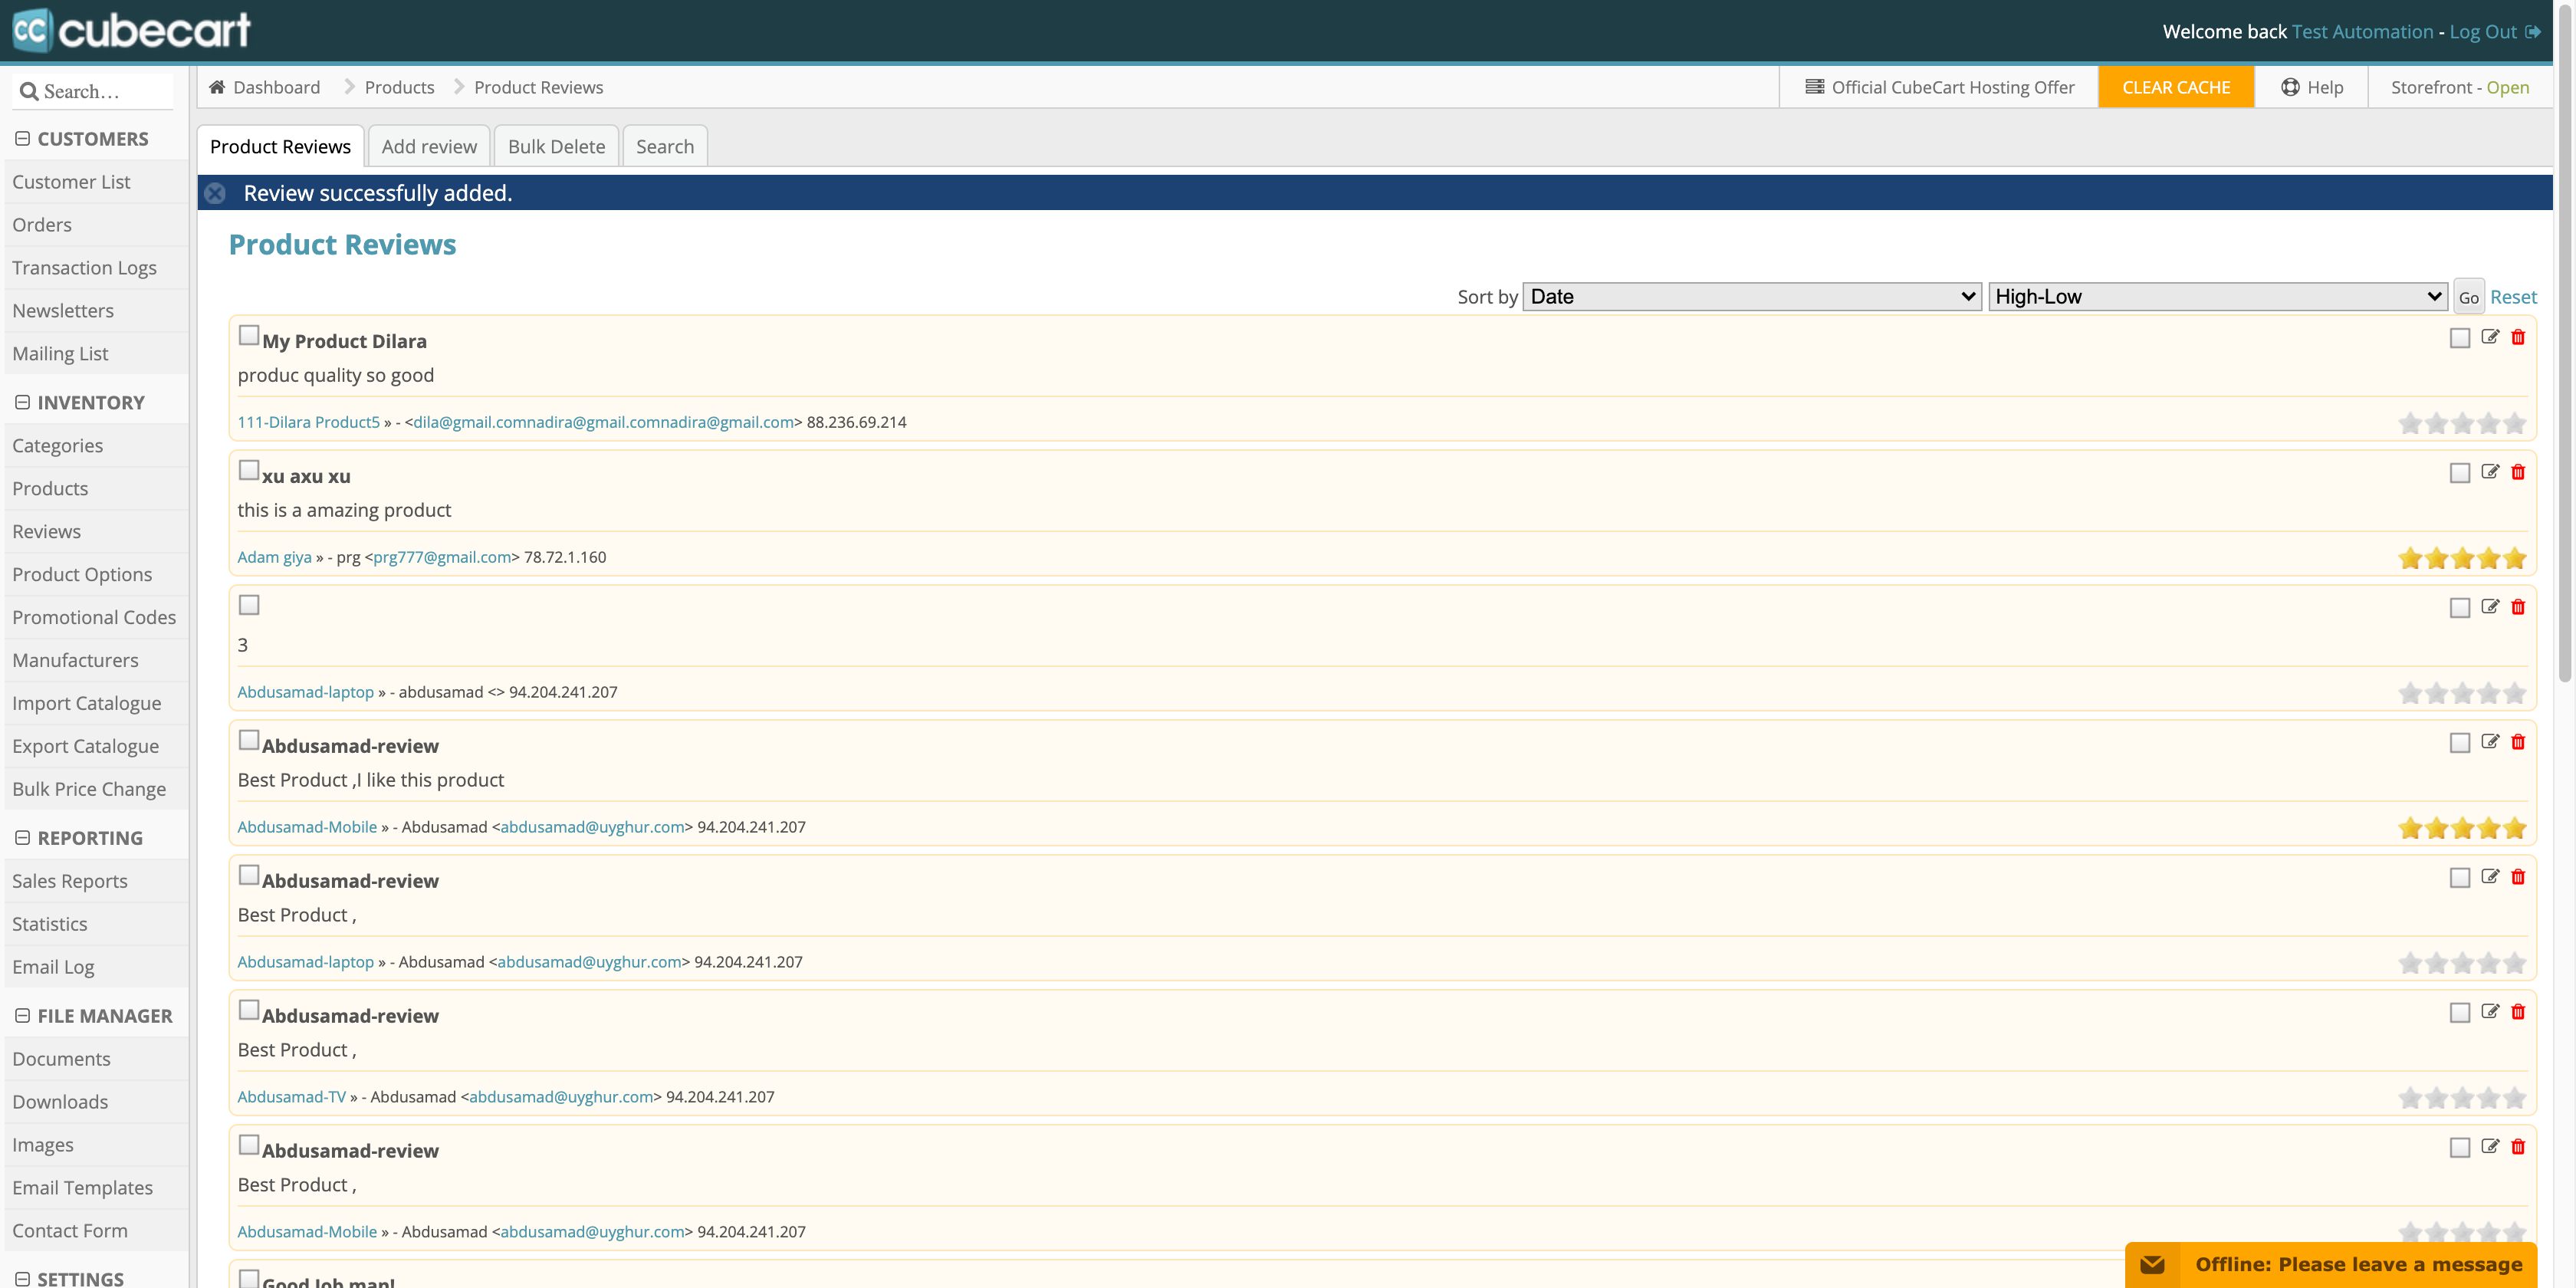 cc cubecart
Welcome back Test Automation - Log Out
Search...
Dashboard Products Product Reviews
Official CubeCart Hosting Offer
CLEAR CACHE
Help
Storefront - Open
CUSTOMERS
Customer List
Orders
Transaction Logs
Newsletters
Mailing List
INVENTORY
Categories
Products
Reviews
Product Options
Promotional Codes
Manufacturers
Import Catalogue
Export Catalogue
Bulk Price Change
REPORTING
Sales Reports
Statistics
Email Log
FILE MANAGER
Documents
Downloads
Images
Email Templates
Contact Form
SETTINGS
Product Reviews Add review Bulk Delete Search
Review successfully added.
Product Reviews
Sort by Date High-Low Go Reset
My Product Dilara
produc quality so good
111-Dilara Product5 » - <dila@gmail.comnadira@gmail.comnadira@gmail.com> 88.236.69.214
xu axu xu
this is a amazing product
Adam giya » - prg <prg777@gmail.com> 78.72.1.160
3
Abdusamad-laptop » - abdusamad <> 94.204.241.207
Abdusamad-review
Best Product ,I like this product
Abdusamad-Mobile » - Abdusamad <abdusamad@uyghur.com> 94.204.241.207
Abdusamad-review
Best Product ,
Abdusamad-laptop » - Abdusamad <abdusamad@uyghur.com> 94.204.241.207
Abdusamad-review
Best Product ,
Abdusamad-TV » - Abdusamad <abdusamad@uyghur.com> 94.204.241.207
Abdusamad-review
Best Product ,
Abdusamad-Mobile » - Abdusamad <abdusamad@uyghur.com> 94.204.241.207
Good Job man!
Offline: Please leave a message